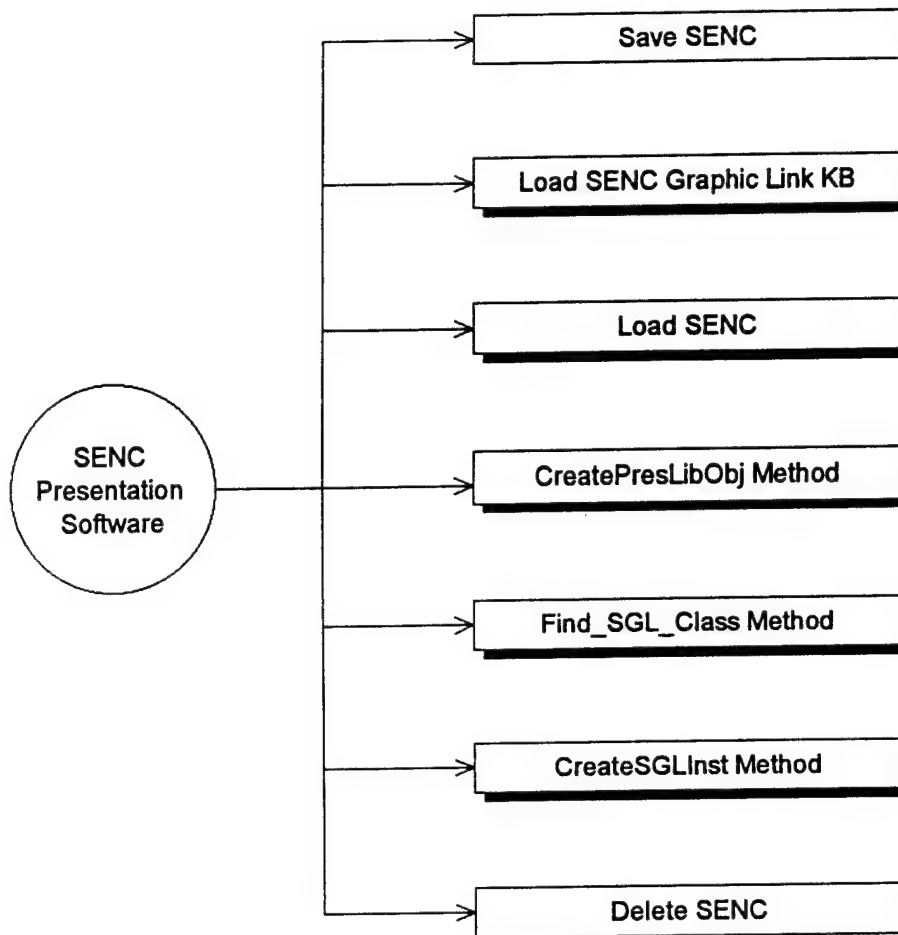 Save SENC
Load SENC Graphic Link KB
Load SENC
SENC
Presentation
Software
CreatePresLibObj Method
Find_SGL_Class Method
CreateSGLInst Method
Delete SENC